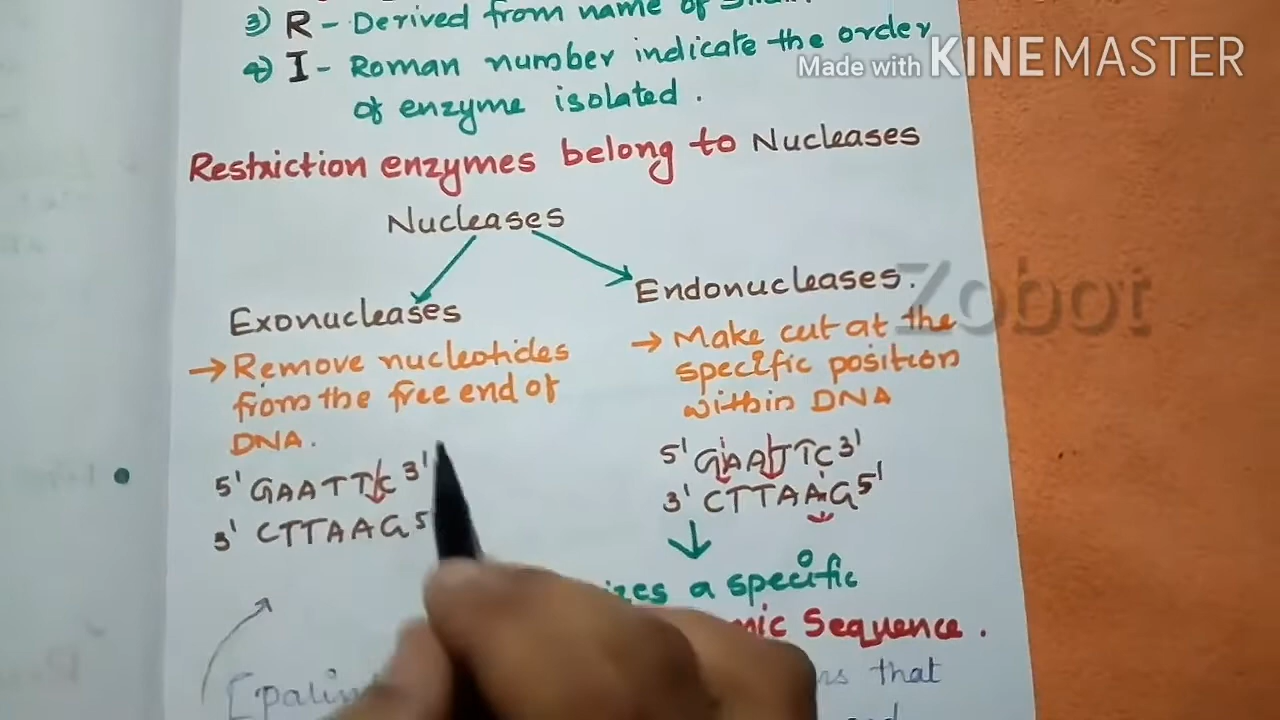 3) R - Derived from name of
4) I - Roman number indicate the order
of enzyme isolated.
Made with KINEMASTER
Restriction enzymes belong to Nucleases
Nucleases
Exonucleases
→ Remove nucleotides
from the free end of
DNA.
5' GAATTC 3'
3' CTTAAG 5'
Endonucleases.
→ Make cut at the
specific position
within DNA
5' GAATTC 3'
3' CTTAAG 5'
a specific
Sequence.
that
Zobot